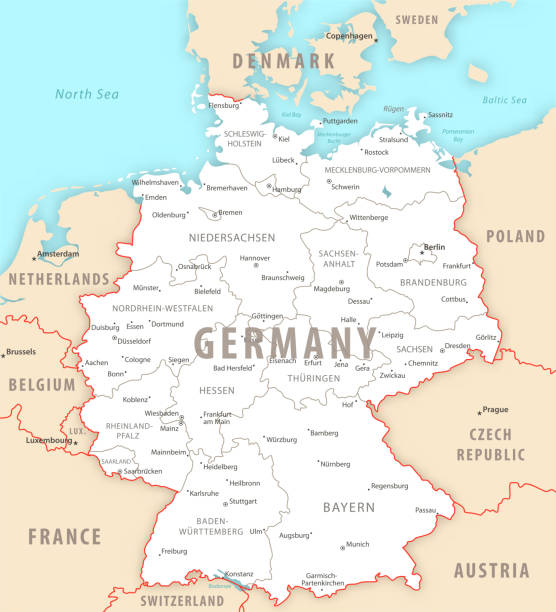 SWEDEN
Copenhagen
DENMARK
North Sea
Baltic Sea
Flensburg
Kiel Bay
Puttgarden
Rügen
Sassnitz
SCHLESWIG-
HOLSTEIN
Kiel
Mecklenburger
Bucht
Stralsund
Pomeranian
Bay
Rostock
Lübeck
MECKLENBURG-VORPOMMERN
Wilhelmshaven
Bremerhaven
Hamburg
Schwerin
Emden
Oldenburg
Bremen
Wittenberge
NIEDERSACHSEN
POLAND
Amsterdam
Hannover
SACHSEN-
ANHALT
Berlin
Osnabrück
Potsdam
Frankfurt
NETHERLANDS
Braunschweig
BRANDENBURG
Münster
Bielefeld
Magdeburg
Dessau
Cottbus
NORDRHEIN-WESTFALEN
Göttingen
Halle
Duisburg
Essen
Dortmund
Leipzig
Görlitz
Düsseldorf
GERMANY
SACHSEN
Dresden
Brussels
Aachen
Cologne
Siegen
Bad Hersfeld
Eisenach
Erfurt
Jena
Gera
Chemnitz
Bonn
THÜRINGEN
Zwickau
BELGIUM
HESSEN
Koblenz
Hof
Wiesbaden
Frankfurt
am Main
Prague
Mainz
RHEINLAND-
PFALZ
LUX.
Luxembourg
Bamberg
Würzburg
CZECH
REPUBLIC
Mainnheim
SAARLAND
Saarbrücken
Heidelberg
Nürnberg
Heilbronn
Regensburg
Karlsruhe
Stuttgart
BAYERN
Passau
FRANCE
BADEN-
WÜRTTEMBERG
Ulm
Augsburg
Munich
Freiburg
AUSTRIA
Konstanz
Garmisch-
Partenkirchen
Bodensee
SWITZERLAND